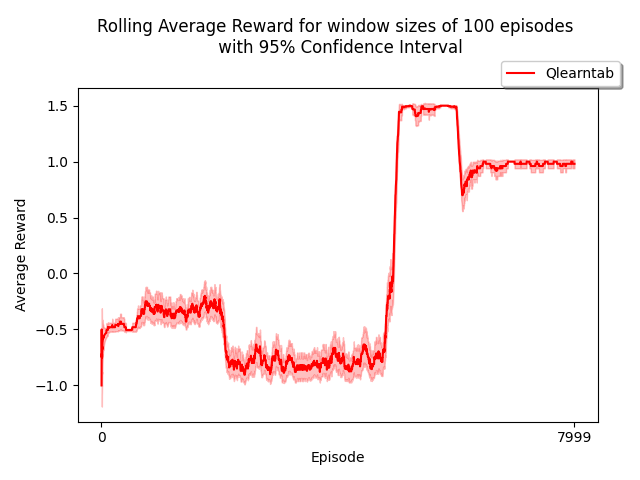 Rolling Average Reward for window sizes of 100 episodes
with 95% Confidence Interval
Qlearntab
1.5
1.0
0.5
0.0
−0.5
−1.0
Average Reward
0
7999
Episode